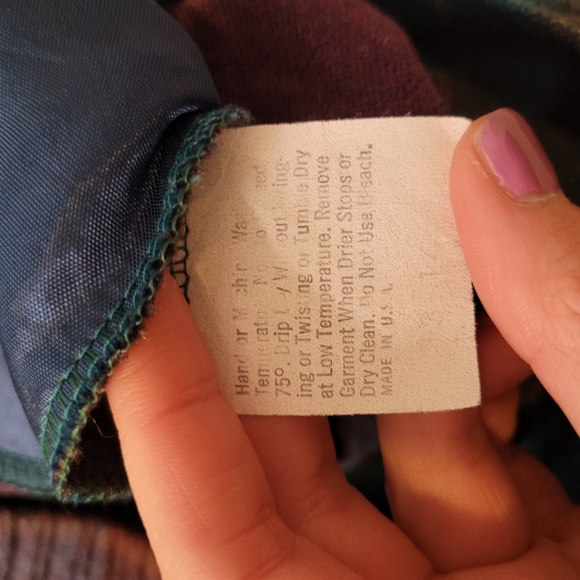 Hand or Machine Wash
Temperature No
75° Drip Dry Without Wring-
ing or Twisting or Tumble Dry
at Low Temperature. Remove
Garment When Drier Stops or
Dry Clean. Do Not Use Bleach.
MADE IN U.S.A.